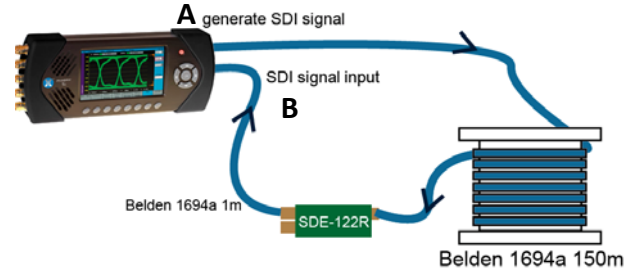 A generate SDI signal
SDI signal input
B
Belden 1694a 1m
SDE-122R
Belden 1694a 150m